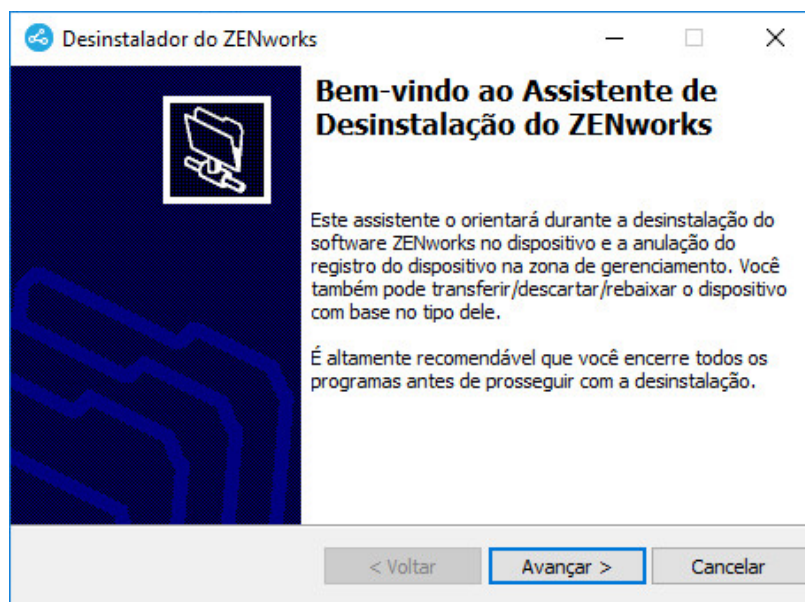 Desinstalador do ZENworks
Bem-vindo ao Assistente de
Desinstalação do ZENworks
Este assistente o orientará durante a desinstalação do
software ZENworks no dispositivo e a anulação do
registro do dispositivo na zona de gerenciamento. Você
também pode transferir/descartar/rebaixar o dispositivo
com base no tipo dele.
É altamente recomendável que você encerre todos os
programas antes de prosseguir com a desinstalação.
< Voltar
Avançar >
Cancelar